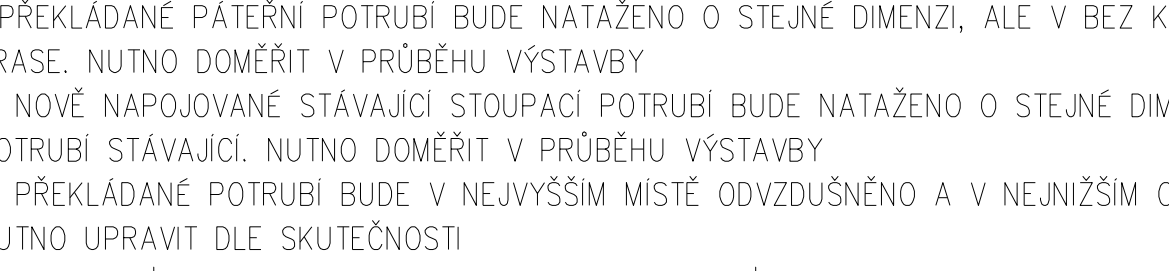 PŘEKLÁDANÉ PÁTEŘNÍ POTRUBÍ BUDE NATAŽENO O STEJNÉ DIMENZI, ALE V BEZ K
RASE. NUTNO DOMĚŘIT V PRŮBĚHU VÝSTAVBY
NOVĚ NAPOJOVANÉ STÁVAJÍCÍ STOUPACÍ POTRUBÍ BUDE NATAŽENO O STEJNÉ DIM
OTRUBÍ STÁVAJÍCÍ. NUTNO DOMĚŘIT V PRŮBĚHU VÝSTAVBY
PŘEKLÁDANÉ POTRUBÍ BUDE V NEJVYŠŠÍM MÍSTĚ ODVZDUŠNĚNO A V NEJNIŽŠÍM
UTNO UPRAVIT DLE SKUTEČNOSTI